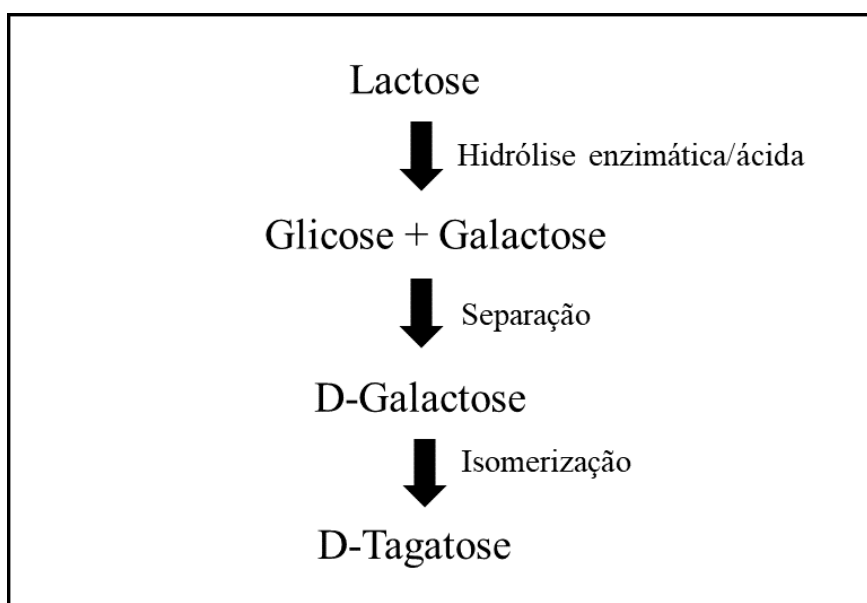 Lactose
Hidrólise enzimática/ácida
Glicose + Galactose
Separação
D-Galactose
Isomerização
D-Tagatose